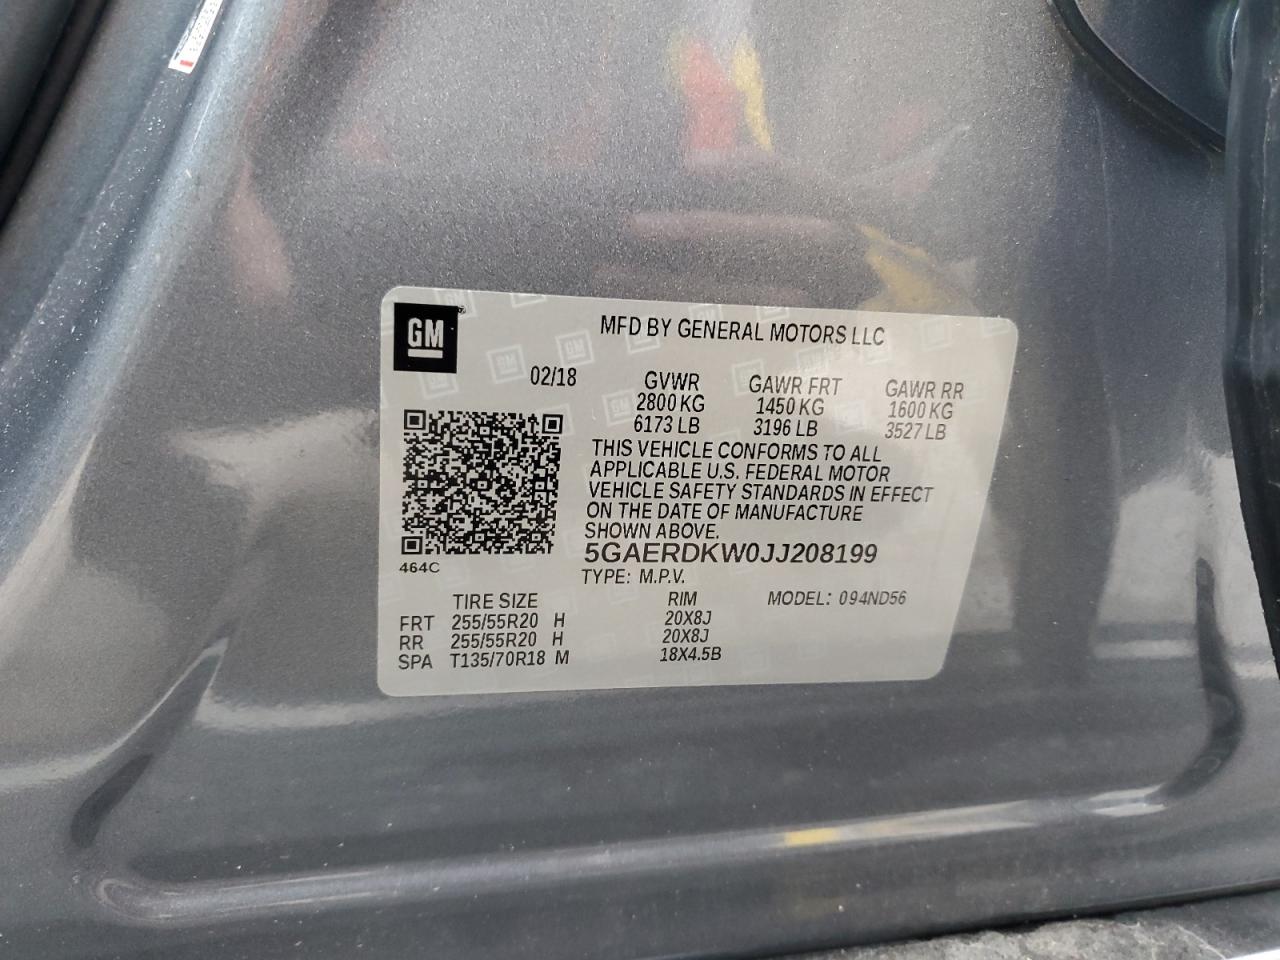 GM
MFD BY GENERAL MOTORS LLC
02/18 GVWR GAWR FRT GAWR RR
2800 KG 1450 KG 1600 KG
6173 LB 3196 LB 3527 LB
THIS VEHICLE CONFORMS TO ALL
APPLICABLE U.S. FEDERAL MOTOR
VEHICLE SAFETY STANDARDS IN EFFECT
ON THE DATE OF MANUFACTURE
SHOWN ABOVE.
5GAERDKW0JJ208199
464C
TYPE: M.P.V.
TIRE SIZE RIM MODEL: 094ND56
FRT 255/55R20 H 20X8J
RR 255/55R20 H 20X8J
SPA T135/70R18 M 18X4.5B